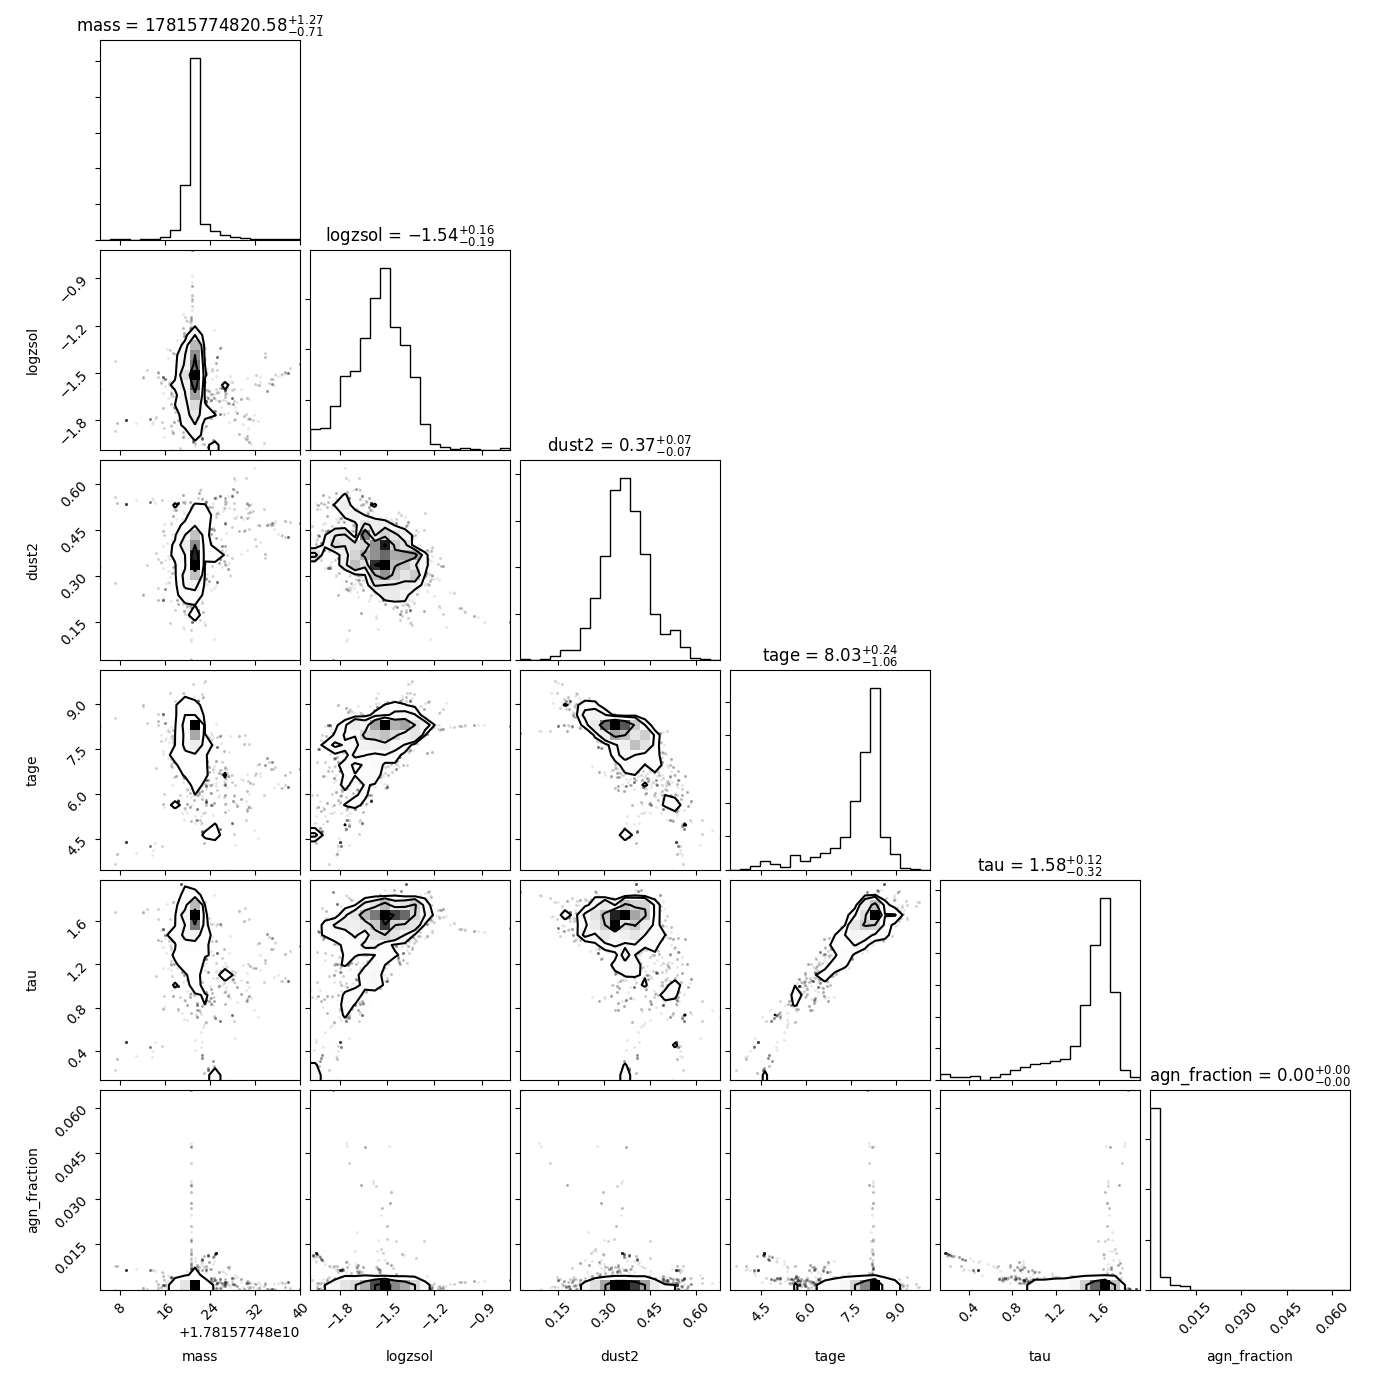 mass = 17815774820.58+1.27 −0.71
logzsol = −1.54+0.16 −0.19
−0.9
−1.2
−1.5
−1.8
logzsol
dust2 = 0.37+0.07 −0.07
0.60
0.45
0.30
0.15
dust2
tage = 8.03+0.24 −1.06
9.0
7.5
6.0
4.5
tage
tau = 1.58+0.12 −0.32
1.6
1.2
0.8
0.4
tau
agn_fraction = 0.00+0.00 −0.00
0.060
0.045
0.030
0.015
agn_fraction
8 16 24 32 40 −1.8 −1.5 −1.2 −0.9 0.15 0.30 0.45 0.60 4.5 6.0 7.5 9.0 0.4 0.8 1.2 1.6 0.015 0.030 0.045 0.060
+1.78157748e10
mass logzsol dust2 tage tau agn_fraction